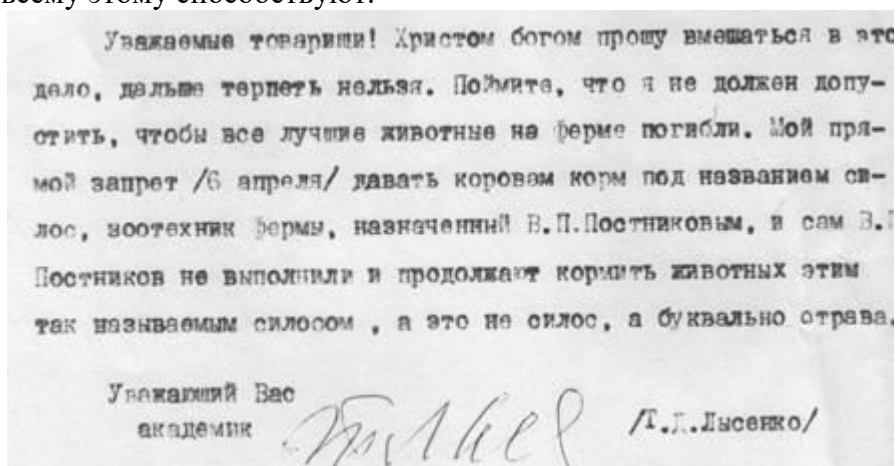 всему этому способствуют.
Уважаемые товарищи! Христом богом прошу вмешаться в это
дело, дальше терпеть нельзя. Поймите, что я не должен допу-
стить, чтобы все лучшие животные на ферме погибли. Мой пря-
мой запрет /6 апреля/ давать коровам корм под названием си-
лос, зоотехник фермы, назначенный В.П.Постниковым, и сам В.П
Постников не выполнили и продолжают кормить животных этим
так называемым силосом , а это не силос, а буквально отрава.
Уважающий Вас
академик /Т.Д.Лысенко/